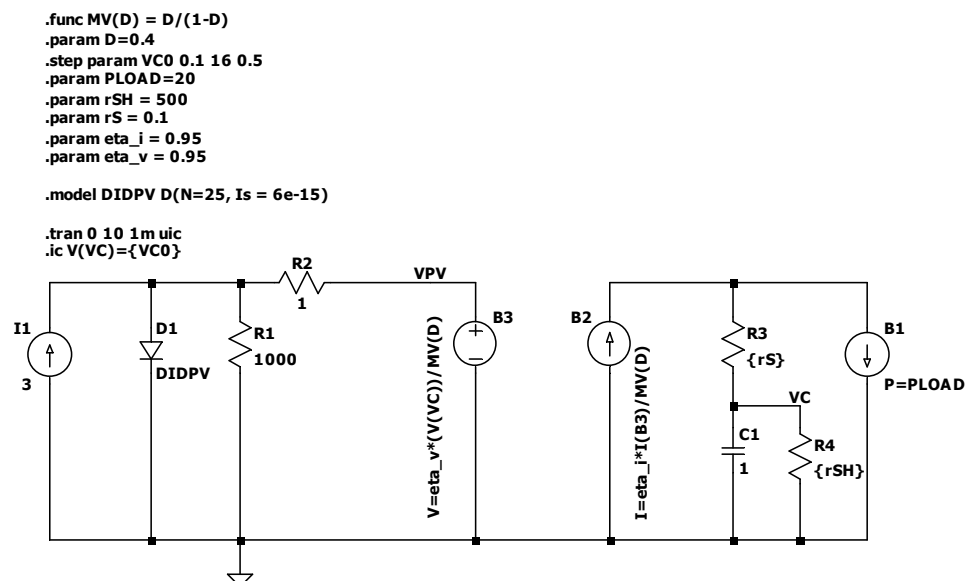 .func MV(D) = D/(1-D)
.param D=0.4
.step param VC0 0.1 16 0.5
.param PLOAD=20
.param rSH = 500
.param rS = 0.1
.param eta_i = 0.95
.param eta_v = 0.95
.model DIDPV D(N=25, Is = 6e-15)
.tran 0 10 1m uic
.ic V(VC)={VC0}
I1
3
D1
DIDPV
R1
1000
R2
1
VPV
B3
V=eta_v*(V(VC))/MV(D)
B2
I=eta_i*I(B3)/MV(D)
R3
{rS}
VC
C1
1
R4
{rSH}
B1
P=PLOAD